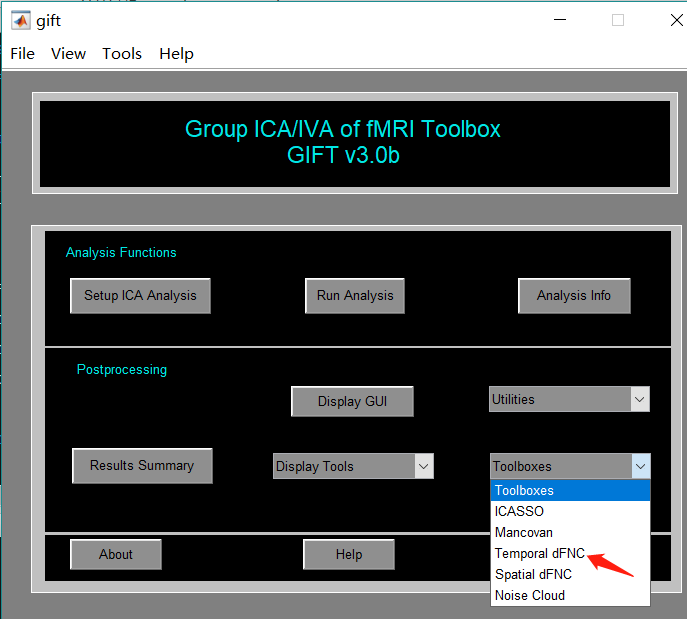 gift
File View Tools Help
Group ICA/IVA of fMRI Toolbox
GIFT v3.0b
Analysis Functions
Setup ICA Analysis
Run Analysis
Analysis Info
Postprocessing
Display GUI
Utilities
Results Summary
Display Tools
Toolboxes
Toolboxes
ICASSO
Mancovan
Temporal dFNC
Spatial dFNC
Noise Cloud
About
Help